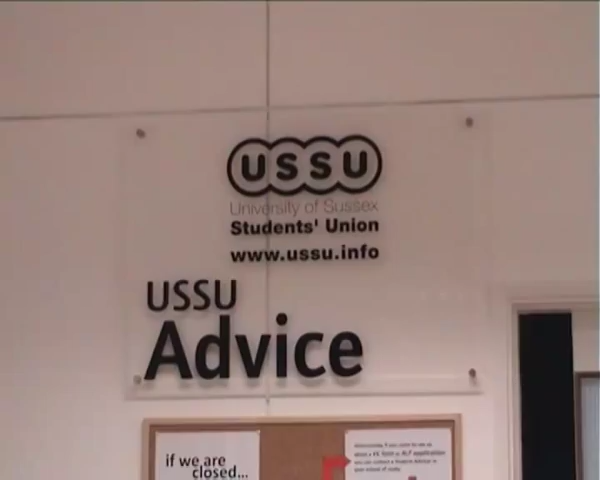 USSU
University of Sussex
Students' Union
www.ussu.info
USSU
Advice
if we are
closed...